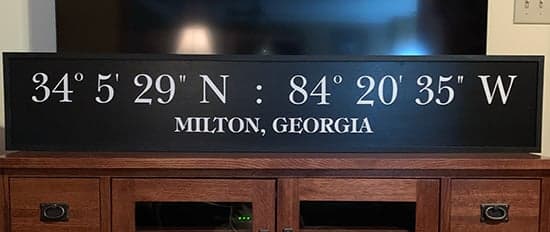 34° 5' 29" N : 84° 20' 35" W
MILTON, GEORGIA